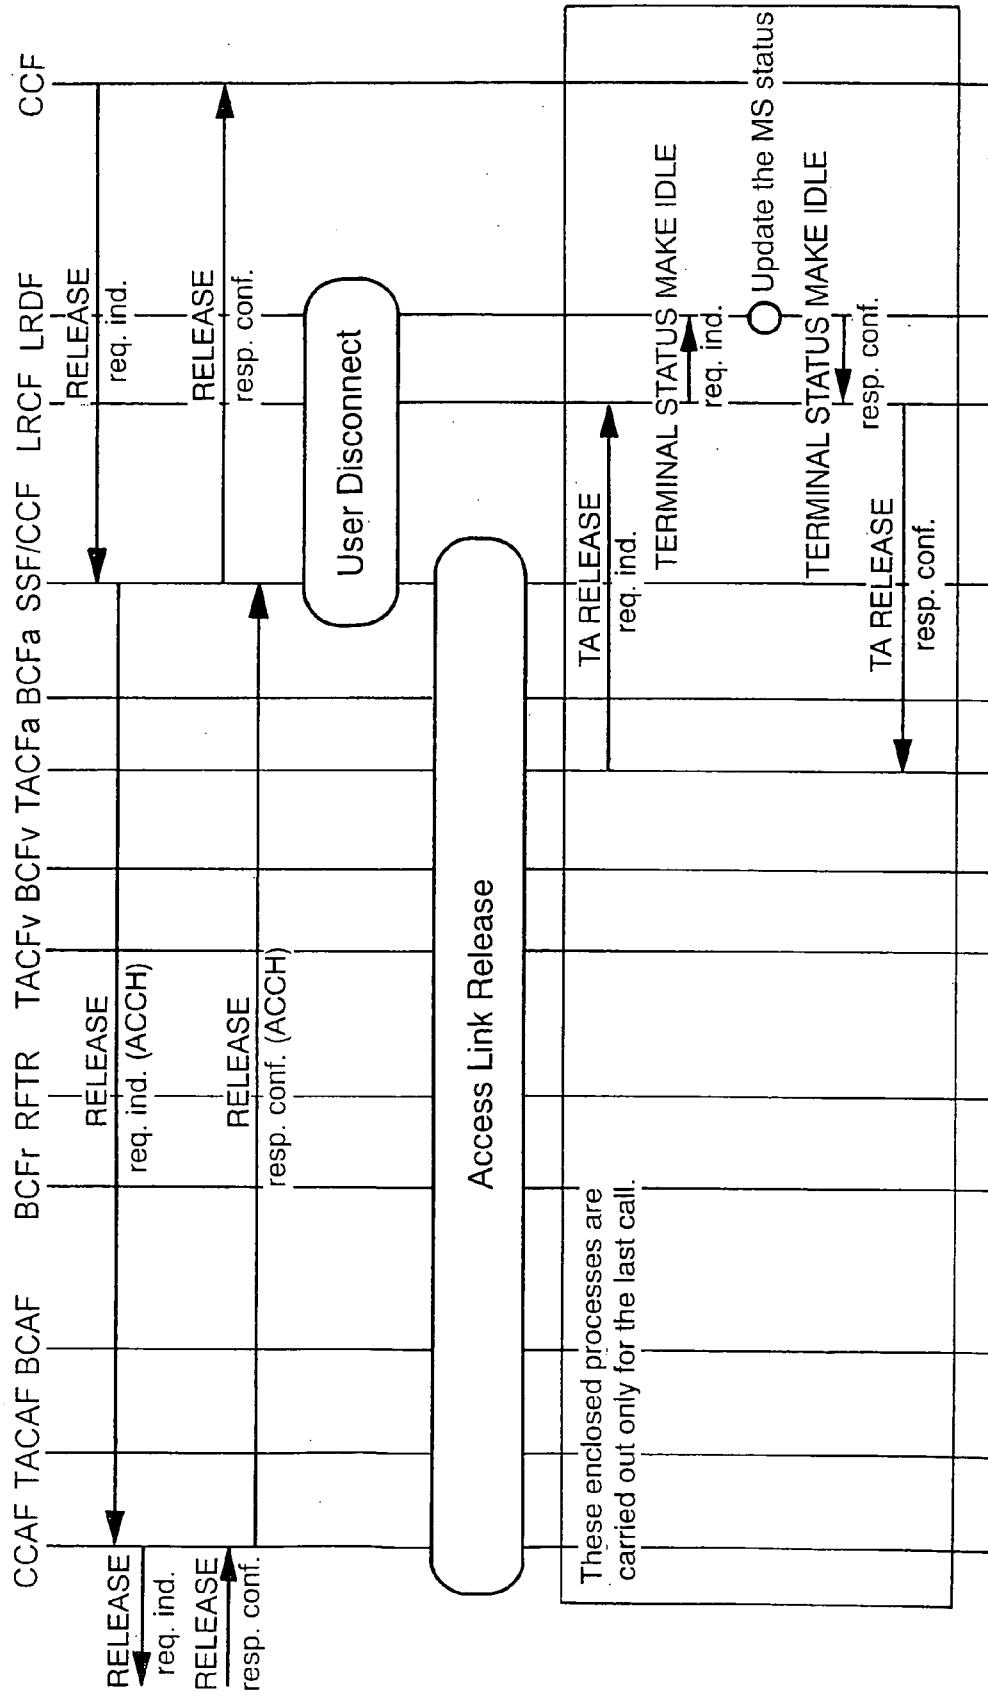 CCAF TACAF BCAF BCFr RFTR TACFv BCFv TACFa BCFa SSF/CCF LRCF LRDF CCF
RELEASE
req. ind.
RELEASE
req. ind. (ACCH)
RELEASE
req. ind.
RELEASE
resp. conf.
RELEASE
resp. conf. (ACCH)
RELEASE
resp. conf.
User Disconnect
Access Link Release
These enclosed processes are
carried out only for the last call.
TA RELEASE
req. ind.
TERMINAL STATUS MAKE IDLE
req. ind.
Update the MS status
TERMINAL STATUS MAKE IDLE
resp. conf.
TA RELEASE
resp. conf.